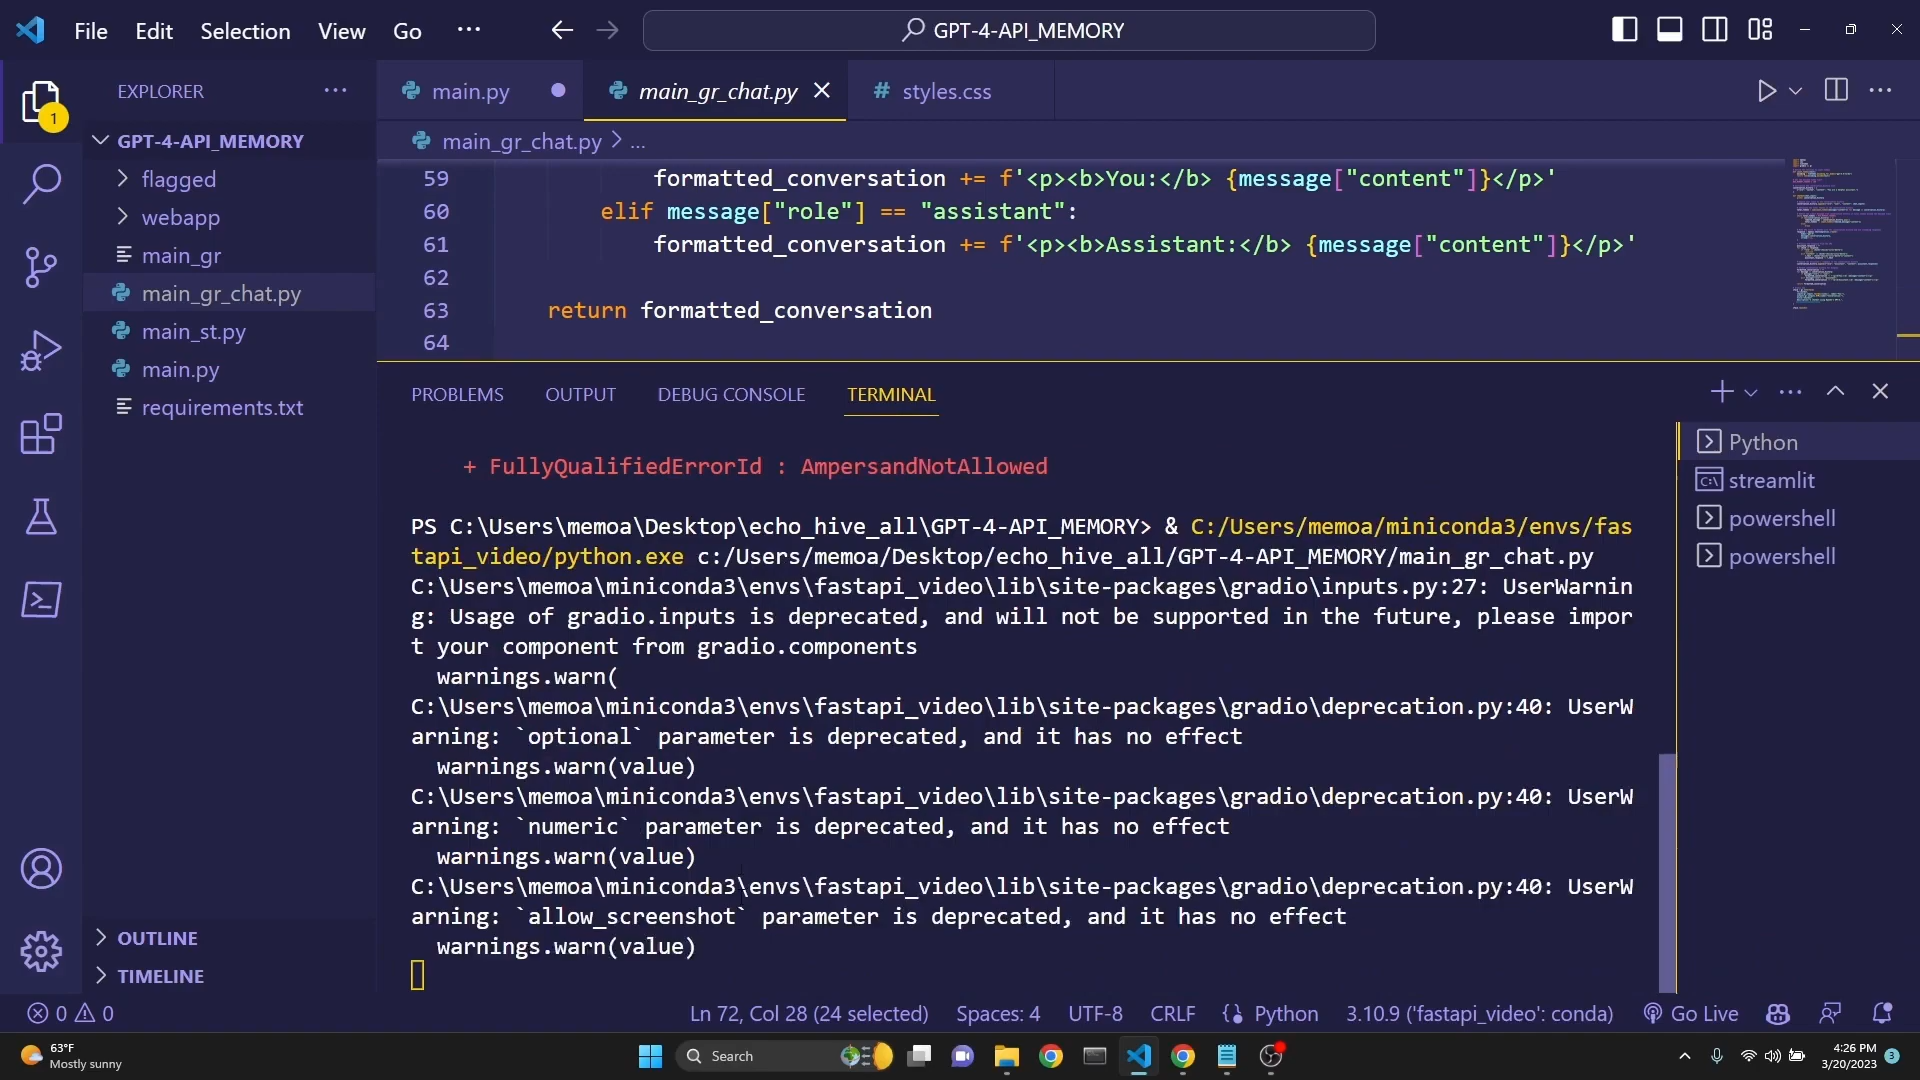 File Edit Selection View Go ···
GPT-4-API_MEMORY
1
EXPLORER
main.py
main_gr_chat.py
# styles.css
GPT-4-API_MEMORY
main_gr_chat.py > ...
flagged
webapp
main_gr
main_gr_chat.py
main_st.py
main.py
requirements.txt
59 formatted_conversation += f'<p><b>You:</b> {message["content"]}</p>'
60 elif message["role"] == "assistant":
61 formatted_conversation += f'<p><b>Assistant:</b> {message["content"]}</p>'
62
63 return formatted_conversation
64
PROBLEMS OUTPUT DEBUG CONSOLE TERMINAL
+ FullyQualifiedErrorId : AmpersandNotAllowed
PS C:\Users\memoa\Desktop\echo_hive_all\GPT-4-API_MEMORY> & C:/Users/memoa/miniconda3/envs/fas
tapi_video/python.exe c:/Users/memoa/Desktop/echo_hive_all/GPT-4-API_MEMORY/main_gr_chat.py
C:\Users\memoa\miniconda3\envs\fastapi_video\lib\site-packages\gradio\inputs.py:27: UserWarnin
g: Usage of gradio.inputs is deprecated, and will not be supported in the future, please impor
t your component from gradio.components
warnings.warn(
C:\Users\memoa\miniconda3\envs\fastapi_video\lib\site-packages\gradio\deprecation.py:40: UserW
arning: `optional` parameter is deprecated, and it has no effect
warnings.warn(value)
C:\Users\memoa\miniconda3\envs\fastapi_video\lib\site-packages\gradio\deprecation.py:40: UserW
arning: `numeric` parameter is deprecated, and it has no effect
warnings.warn(value)
C:\Users\memoa\miniconda3\envs\fastapi_video\lib\site-packages\gradio\deprecation.py:40: UserW
arning: `allow_screenshot` parameter is deprecated, and it has no effect
warnings.warn(value)
Python
streamlit
powershell
powershell
OUTLINE
TIMELINE
0 0
Ln 72, Col 28 (24 selected) Spaces: 4 UTF-8 CRLF Python 3.10.9 ('fastapi_video': conda) Go Live
63°F
Mostly sunny
Search
4:26 PM
3/20/2023
3